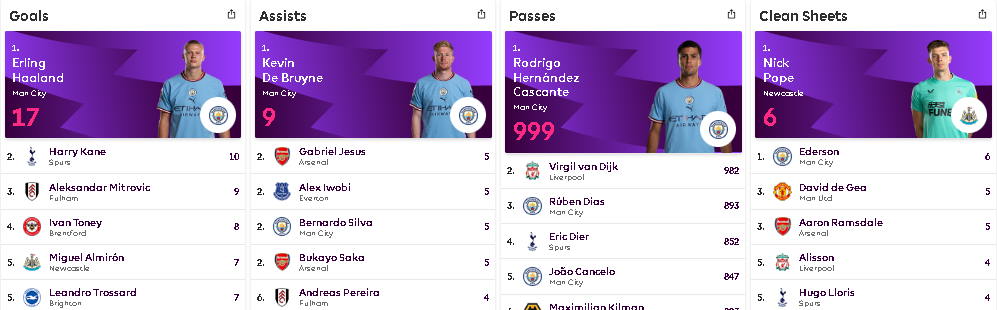 Goals
1.
Erling
Haaland
Man City
17
2. Harry Kane 10
Spurs
3. Aleksandar Mitrovic 9
Fulham
4. Ivan Toney 8
Brentford
5. Miguel Almirón 7
Newcastle
5. Leandro Trossard 7
Brighton
Assists
1.
Kevin
De Bruyne
Man City
9
2. Gabriel Jesus 5
Arsenal
2. Alex Iwobi 5
Everton
2. Bernardo Silva 5
Man City
2. Bukayo Saka 5
Arsenal
6. Andreas Pereira 4
Fulham
Passes
1.
Rodrigo
Hernández
Cascante
Man City
999
2. Virgil van Dijk 982
Liverpool
3. Rúben Dias 893
Man City
4. Eric Dier 852
Spurs
5. João Cancelo 847
Man City
Maximilian Kilman
Clean Sheets
1.
Nick
Pope
Newcastle
6
1. Ederson 6
Man City
3. David de Gea 5
Man Utd
3. Aaron Ramsdale 5
Arsenal
5. Alisson 4
Liverpool
5. Hugo Lloris 4
Spurs